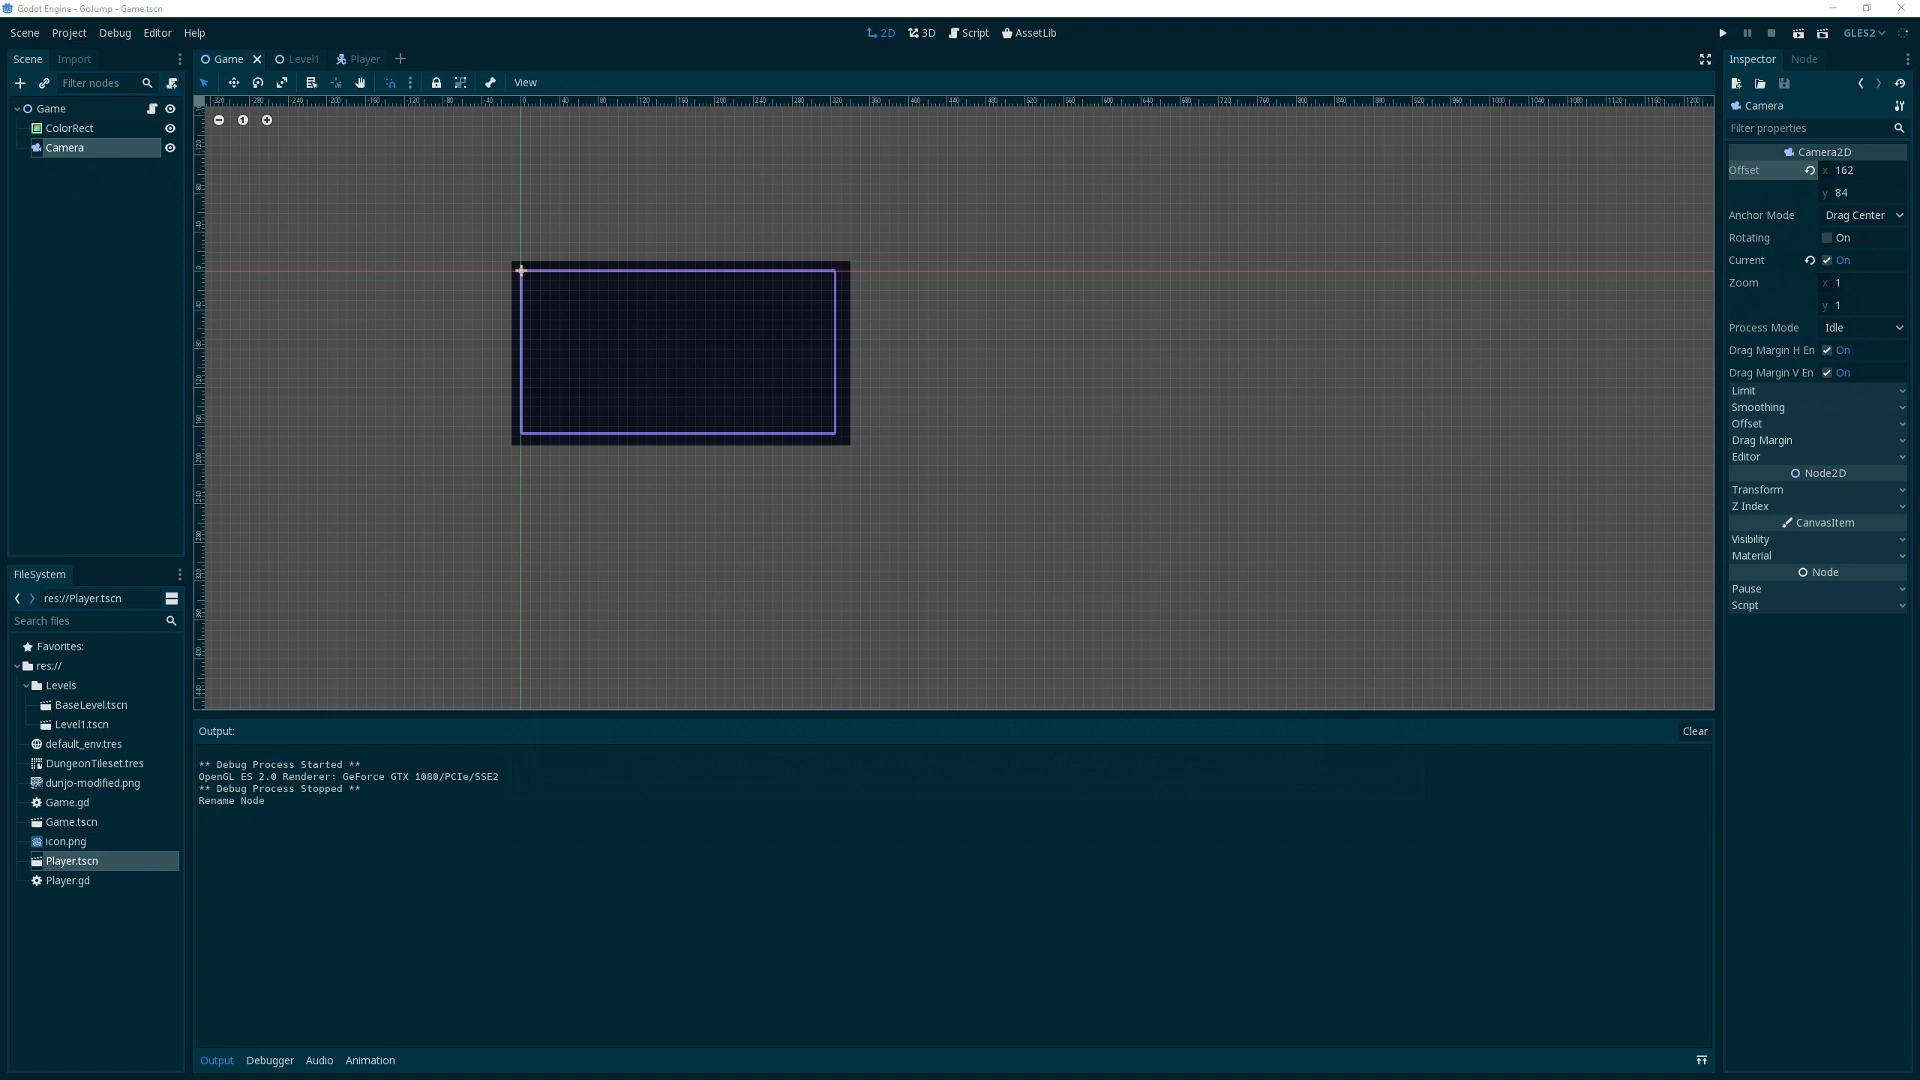 Godot Engine - GoJump - Game.tscn
Scene Project Debug Editor Help
2D 3D Script AssetLib
GLES2
Scene Import
Filter nodes
Game
ColorRect
Camera
Game Level1 Player
View
FileSystem
res://Player.tscn
Search files
Favorites:
res://
Levels
BaseLevel.tscn
Level1.tscn
default_env.tres
DungeonTileset.tres
dunjo-modified.png
Game.gd
Game.tscn
icon.png
Player.tscn
Player.gd
Output:
Clear
** Debug Process Started **
OpenGL ES 2.0 Renderer: GeForce GTX 1080/PCIe/SSE2
** Debug Process Stopped **
Rename Node
Output Debugger Audio Animation
Inspector Node
Camera
Filter properties
Camera2D
Offset x 162
y 84
Anchor Mode Drag Center
Rotating On
Current On
Zoom x 1
y 1
Process Mode Idle
Drag Margin H En On
Drag Margin V En On
Limit
Smoothing
Offset
Drag Margin
Editor
Node2D
Transform
Z Index
CanvasItem
Visibility
Material
Node
Pause
Script